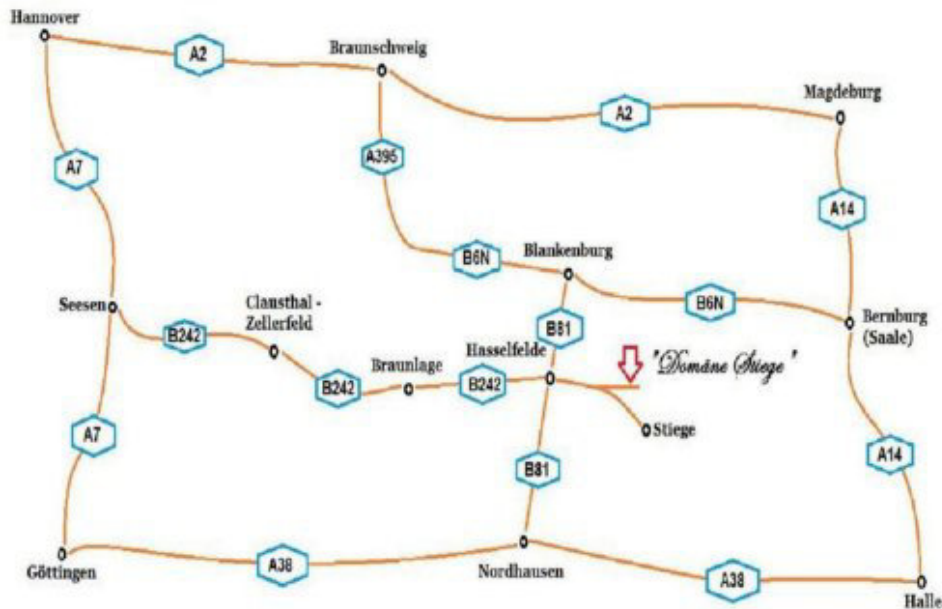 Hannover
A2
Braunschweig
A2
Magdeburg
A7
A395
A14
B6N
Blankenburg
B6N
Seesen
Clausthal -
Zellerfeld
B242
B81
Bernburg
(Saale)
Hasselfelde
"Domäne Stiege"
Braunlage
B242
B242
Stiege
A7
B81
A14
Göttingen
A38
Nordhausen
A38
Halle